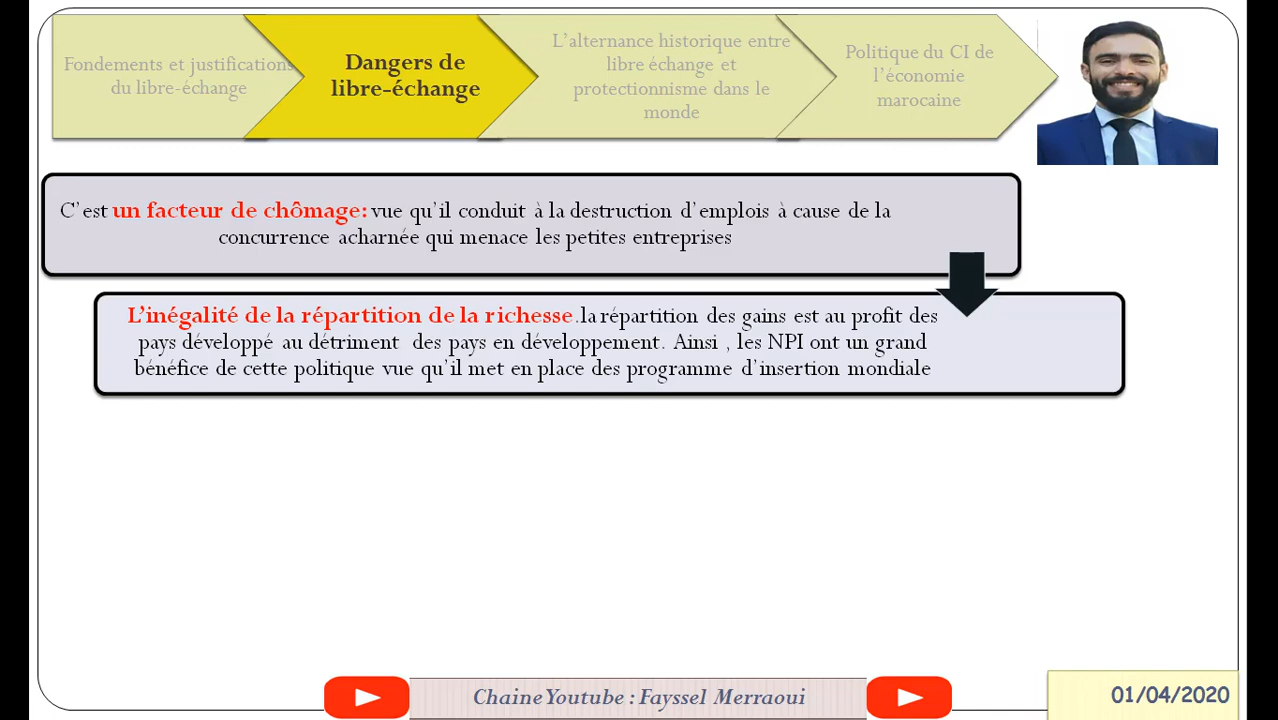 Fondements et justifications
du libre-échange
Dangers de
libre-échange
L'alternance historique entre
libre échange et
protectionnisme dans le
monde
Politique du CI de
l'économie
marocaine
C'est un facteur de chômage: vue qu'il conduit à la destruction d'emplois à cause de la
concurrence acharnée qui menace les petites entreprises
L'inégalité de la répartition de la richesse.la répartition des gains est au profit des
pays développé au détriment des pays en développement. Ainsi , les NPI ont un grand
bénéfice de cette politique vue qu'il met en place des programme d'insertion mondiale
Chaine Youtube : Fayssel Merraoui
01/04/2020